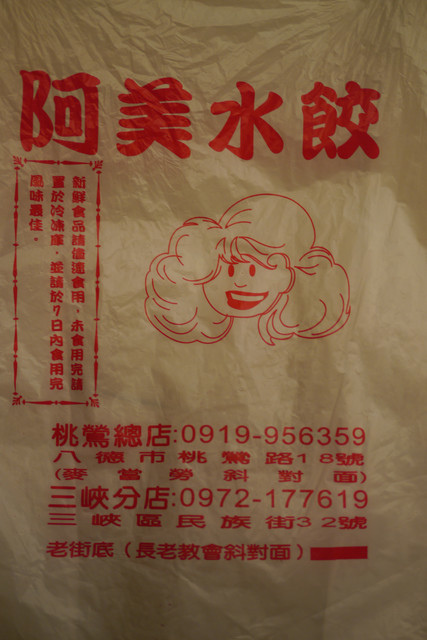 阿美水餃
新鮮食品請儘速食用，未食用完請
置於冷凍庫，並請於7日內食用完
風味過佳。
桃鶯總店:0919-956359
八德市桃鶯路18號
(麥當勞斜對面)
三峽分店:0972-177619
三峽區民族街32號
老街底(長老教會斜對面)